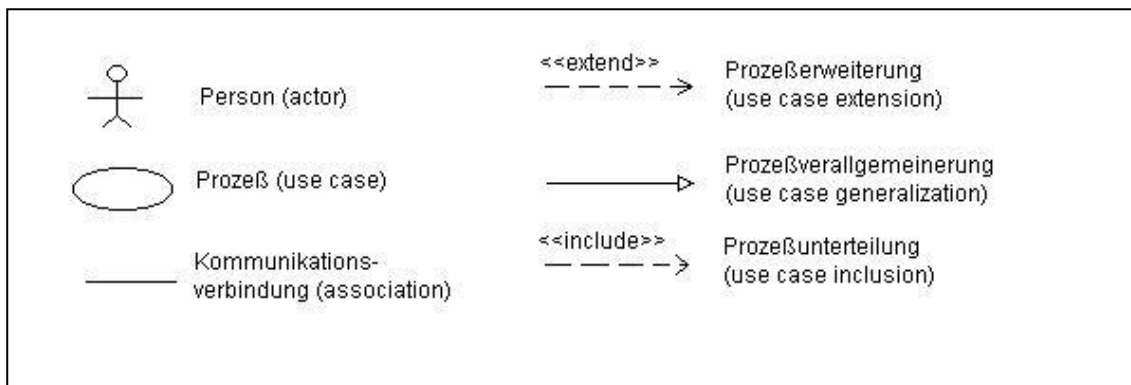 Person (actor)
Prozeß (use case)
Kommunikations-
verbindung (association)
<<extend>>
Prozeßerweiterung
(use case extension)
Prozeßverallgemeinerung
(use case generalization)
<<include>>
Prozeßunterteilung
(use case inclusion)